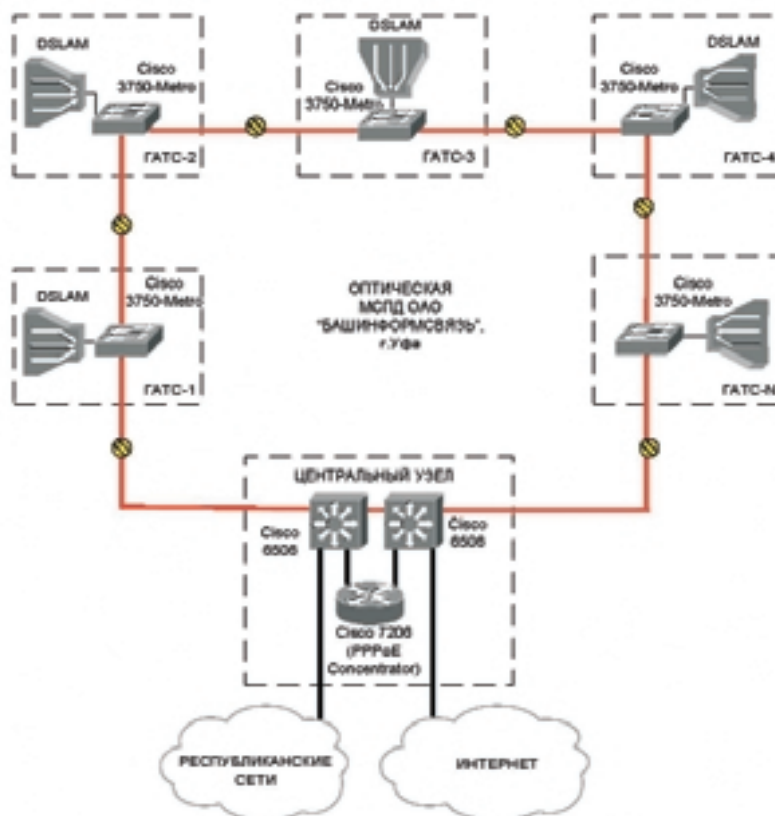 DSLAM
Cisco
3750-Metro
ГАТС-2
DSLAM
Cisco
3750-Metro
ГАТС-3
DSLAM
Cisco
3750-Metro
ГАТС-4
DSLAM
Cisco
3750-Metro
ГАТС-1
ОПТИЧЕСКАЯ
МСПД ОАО
"БАШИНФОРМСВЯЗЬ",
г.Уфа
Cisco
3750-Metro
ГАТС-N
ЦЕНТРАЛЬНЫЙ УЗЕЛ
Cisco
6506
Cisco
6506
Cisco 7206
(PPPoE
Concentrator)
РЕСПУБЛИКАНСКИЕ
СЕТИ
ИНТЕРНЕТ